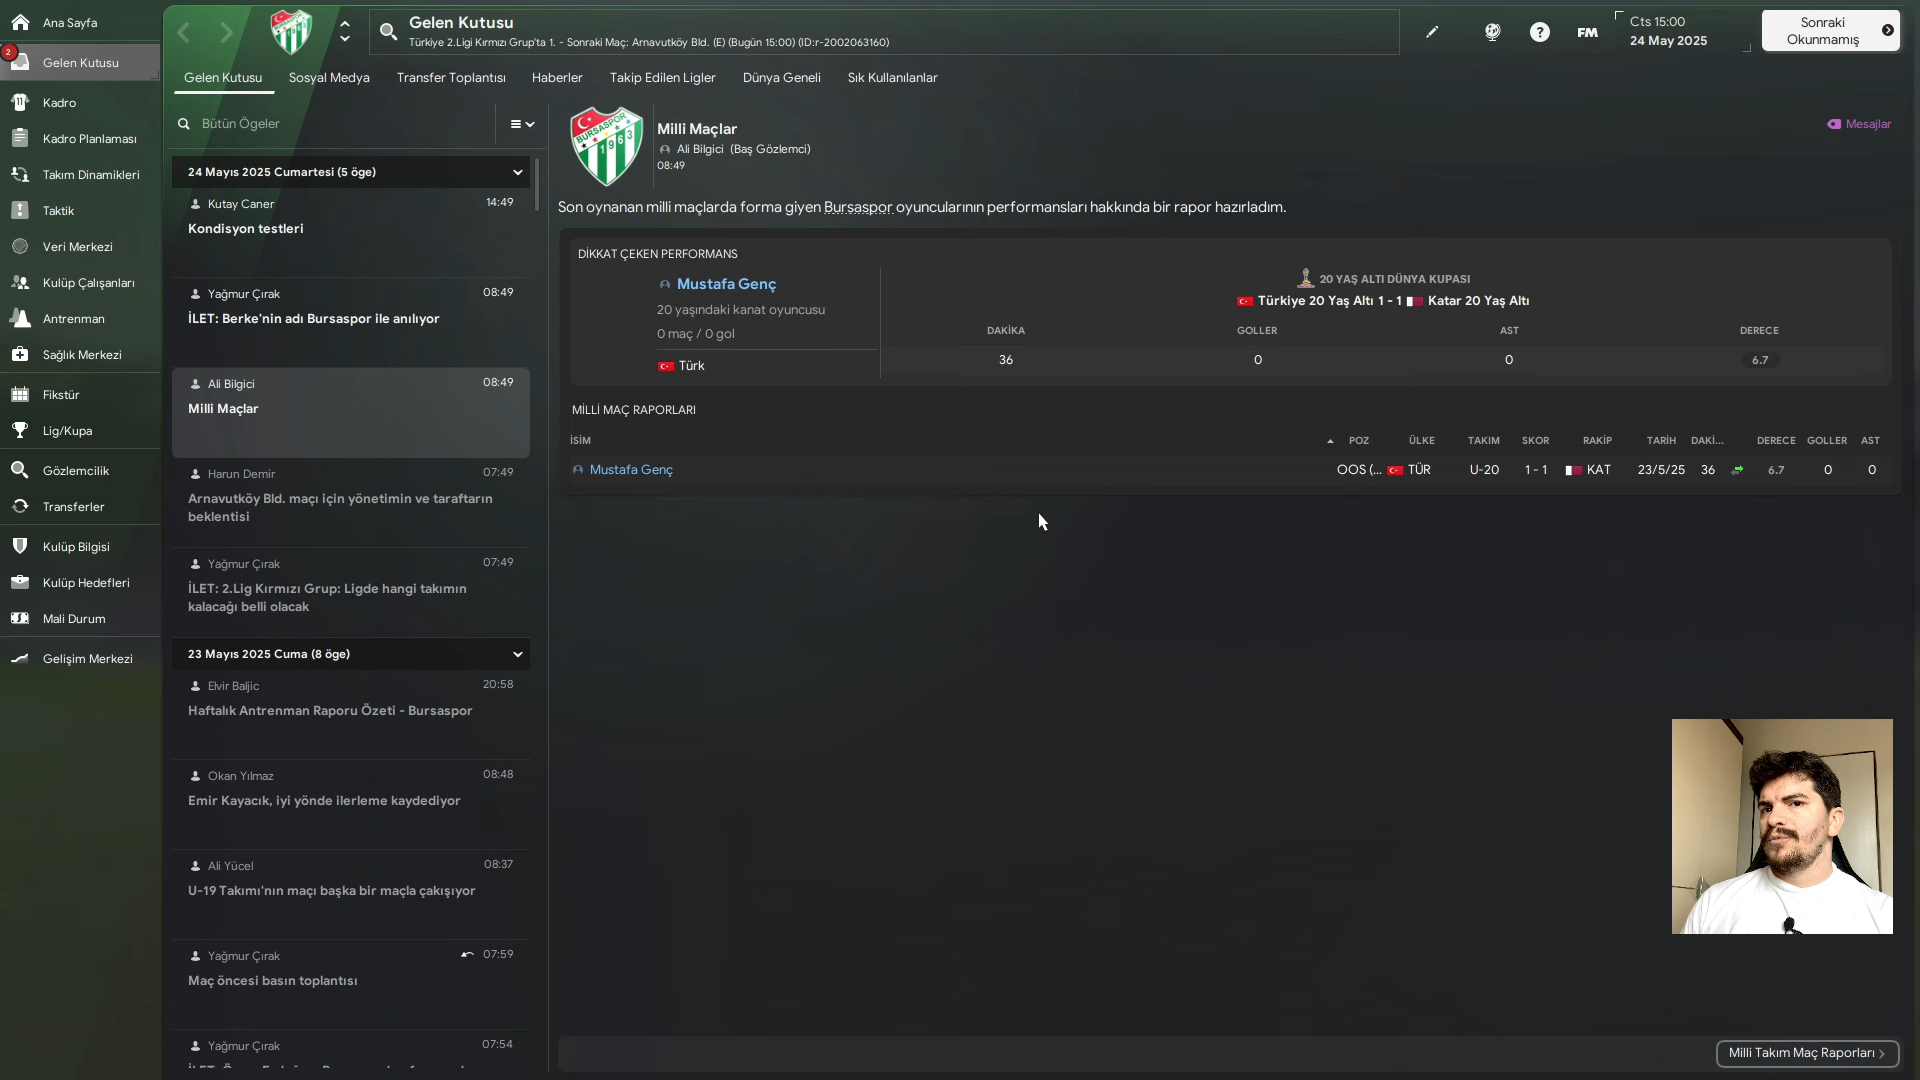 Ana Sayfa
2
Gelen Kutusu
Kadro
Kadro Planlaması
Takım Dinamikleri
Taktik
Veri Merkezi
Kulüp Çalışanları
Antrenman
Sağlık Merkezi
Fikstür
Lig/Kupa
Gözlemcilik
Transferler
Kulüp Bilgisi
Kulüp Hedefleri
Mali Durum
Gelişim Merkezi
Gelen Kutusu
Türkiye 2.Ligi Kırmızı Grup'ta 1. - Sonraki Maç: Arnavutköy Bld. (E) (Bugün 15:00) (ID:r-2002063160)
FM
Cts 15:00
24 May 2025
Sonraki
Okunmamış
Gelen Kutusu Sosyal Medya Transfer Toplantısı Haberler Takip Edilen Ligler Dünya Geneli Sık Kullanılanlar
Bütün Ögeler
24 Mayıs 2025 Cumartesi (5 öge)
Kutay Caner 14:49
Kondisyon testleri
Yağmur Çırak 08:49
İLET: Berke'nin adı Bursaspor ile anılıyor
Ali Bilgici 08:49
Milli Maçlar
Harun Demir 07:49
Arnavutköy Bld. maçı için yönetimin ve taraftarın
beklentisi
Yağmur Çırak 07:49
İLET: 2.Lig Kırmızı Grup: Ligde hangi takımın
kalacağı belli olacak
23 Mayıs 2025 Cuma (8 öge)
Elvir Baljic 20:58
Haftalık Antrenman Raporu Özeti - Bursaspor
Okan Yılmaz 08:48
Emir Kayacık, iyi yönde ilerleme kaydediyor
Ali Yücel 08:37
U-19 Takımı'nın maçı başka bir maçla çakışıyor
Yağmur Çırak 07:59
Maç öncesi basın toplantısı
Yağmur Çırak 07:54
BURSASPOR
1963
Milli Maçlar
Ali Bilgici (Baş Gözlemci)
08:49
Mesajlar
Son oynanan milli maçlarda forma giyen Bursaspor oyuncularının performansları hakkında bir rapor hazırladım.
DİKKAT ÇEKEN PERFORMANS
Mustafa Genç
20 yaşındaki kanat oyuncusu
0 maç / 0 gol
Türk
20 YAŞ ALTI DÜNYA KUPASI
Türkiye 20 Yaş Altı 1 - 1 Katar 20 Yaş Altı
DAKİKA GOLLER AST DERECE
36 0 0 6.7
MİLLİ MAÇ RAPORLARI
İSİM POZ ÜLKE TAKIM SKOR RAKİP TARİH DAKİ... DERECE GOLLER AST
Mustafa Genç OOS (... TÜR U-20 1 - 1 KAT 23/5/25 36 6.7 0 0
Milli Takım Maç Raporları